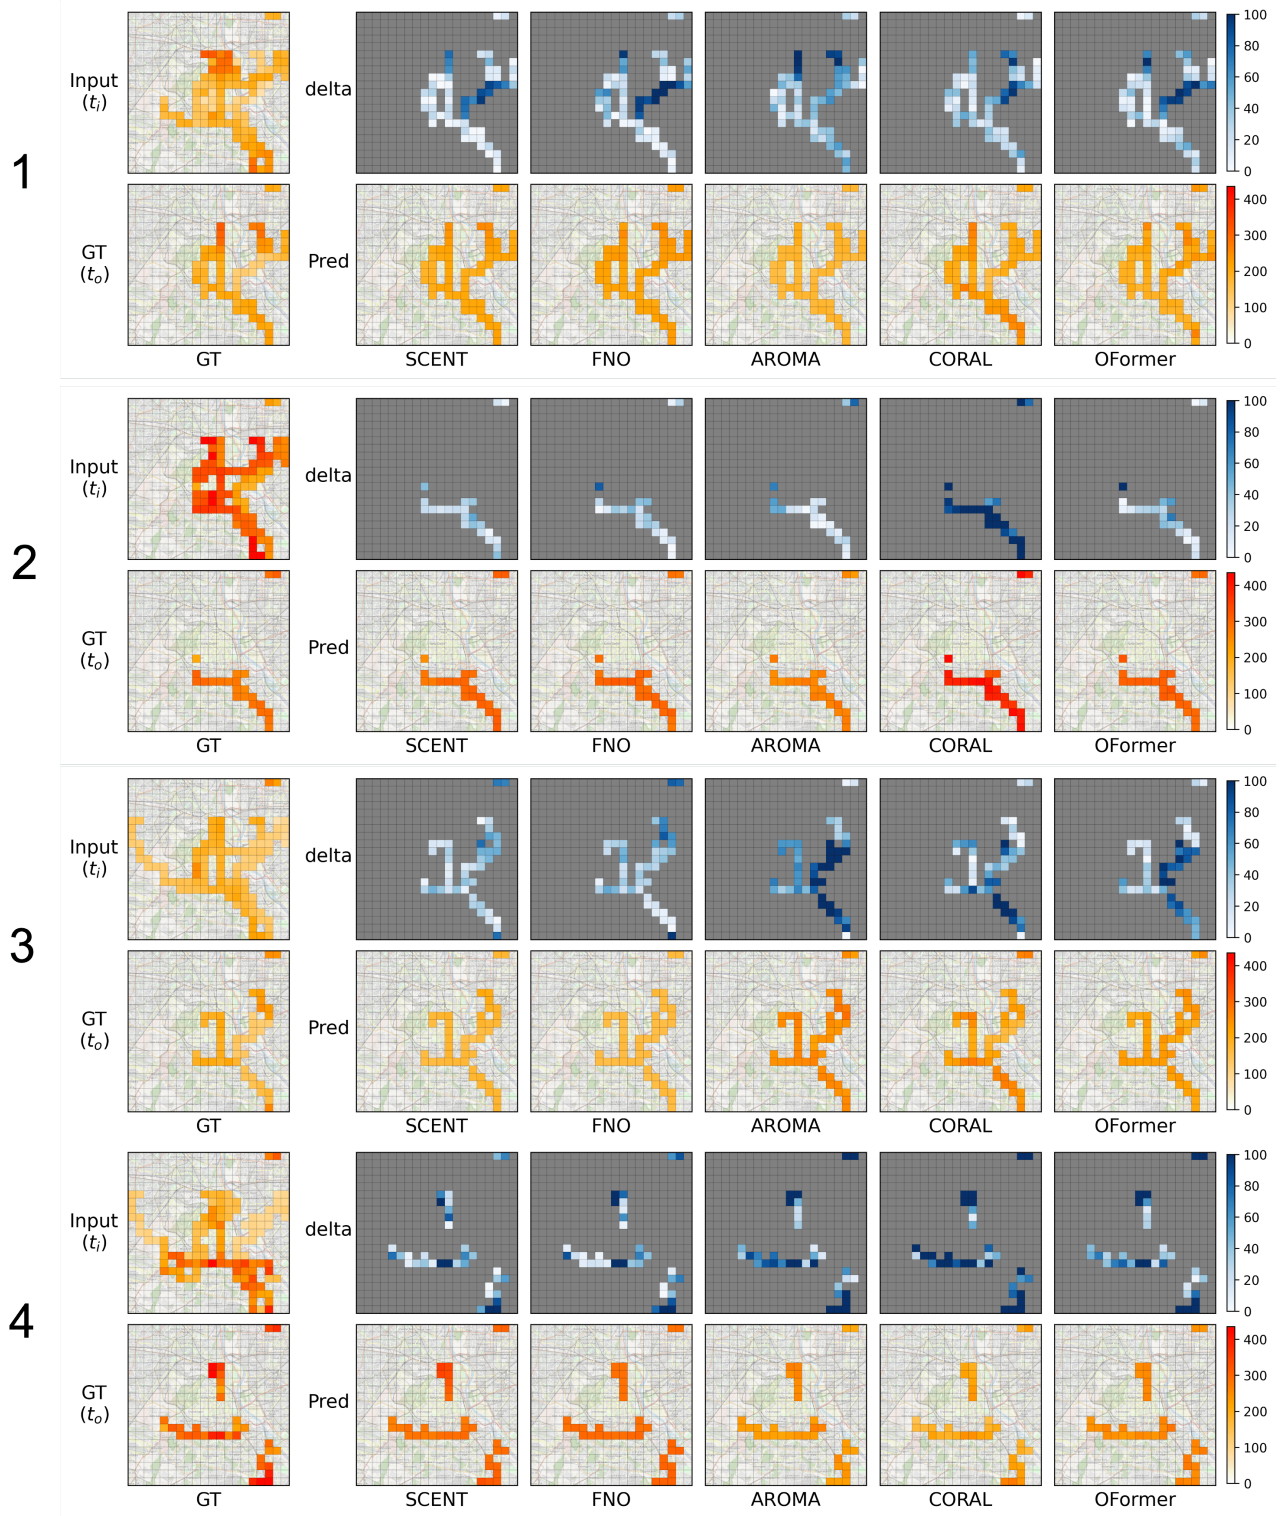 1
Input
(t_i)
delta
100
80
60
40
20
0
GT
(t_o)
Pred
400
300
200
100
0
GT SCENT FNO AROMA CORAL OFormer
2
Input
(t_i)
delta
100
80
60
40
20
0
GT
(t_o)
Pred
400
300
200
100
0
GT SCENT FNO AROMA CORAL OFormer
3
Input
(t_i)
delta
100
80
60
40
20
0
GT
(t_o)
Pred
400
300
200
100
0
GT SCENT FNO AROMA CORAL OFormer
4
Input
(t_i)
delta
100
80
60
40
20
0
GT
(t_o)
Pred
400
300
200
100
0
GT SCENT FNO AROMA CORAL OFormer